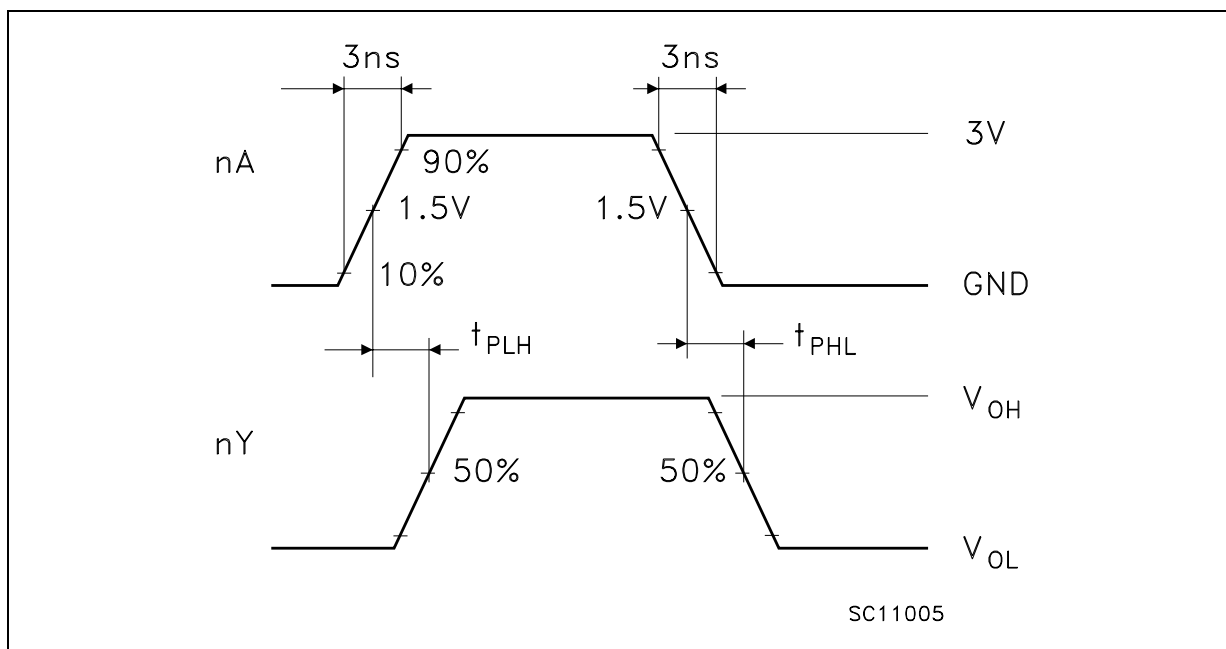 3ns 3ns
3V
nA
90%
1.5V 1.5V
10%
GND
tPLH tPHL
VOH
nY
50% 50%
VOL
SC11005